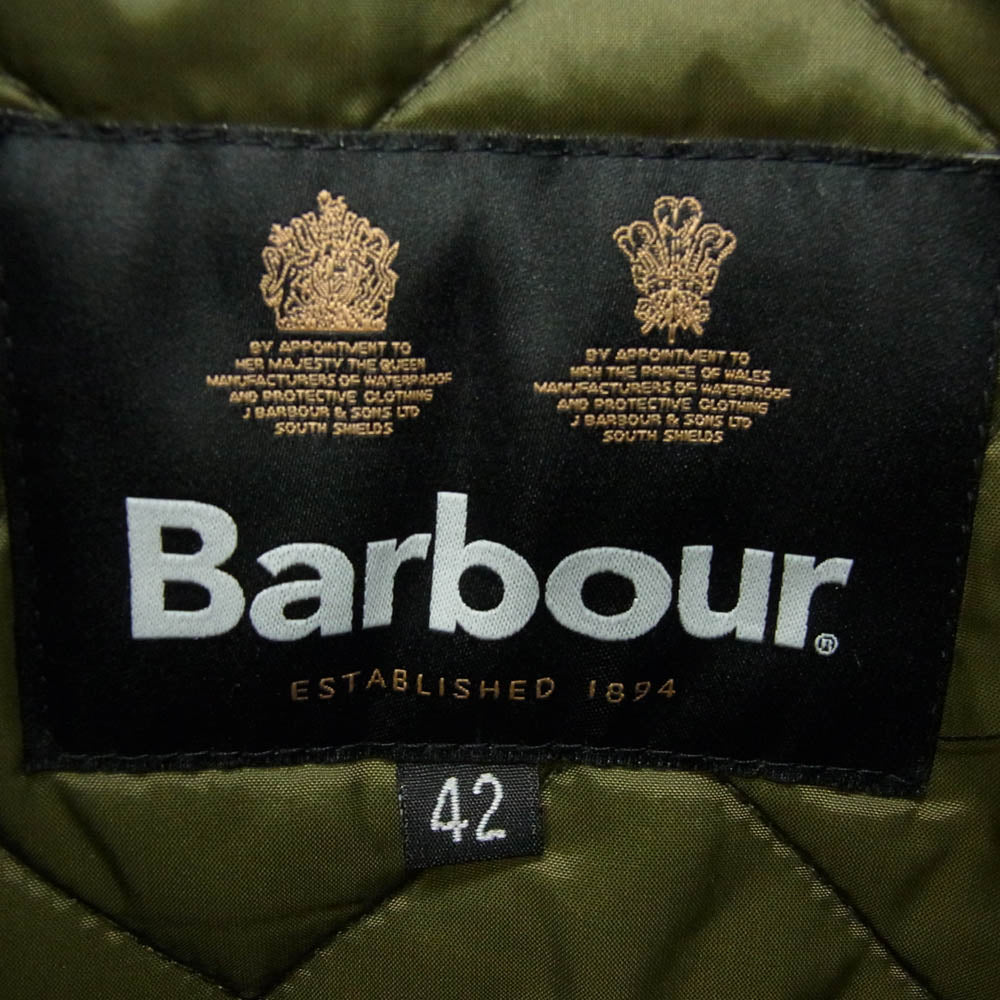 BY APPOINTMENT TO
HER MAJESTY THE QUEEN
MANUFACTURERS OF WATERPROOF
AND PROTECTIVE CLOTHING
J BARBOUR & SONS LTD
SOUTH SHIELDS
BY APPOINTMENT TO
HRH THE PRINCE OF WALES
MANUFACTURERS OF WATERPROOF
AND PROTECTIVE CLOTHING
J BARBOUR & SONS LTD
SOUTH SHIELDS
Barbour®
ESTABLISHED 1894
42